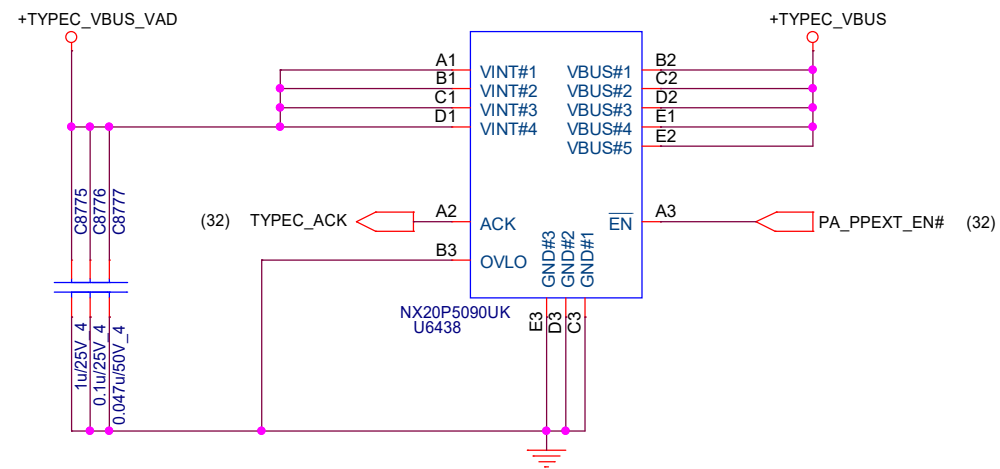 +TYPEC_VBUS_VAD
+TYPEC_VBUS
A1
VINT#1
VBUS#1
B2
B1
VINT#2
VBUS#2
C2
C1
VINT#3
VBUS#3
D2
D1
VINT#4
VBUS#4
E1
VBUS#5
E2
C8775
C8776
C8777
(32)
TYPEC_ACK
A2
ACK
EN
A3
PA_PPEXT_EN#
(32)
B3
OVLO
GND#3
GND#2
GND#1
NX20P5090UK
U6438
E3
D3
C3
1u/25V_4
0.1u/25V_4
0.047u/50V_4